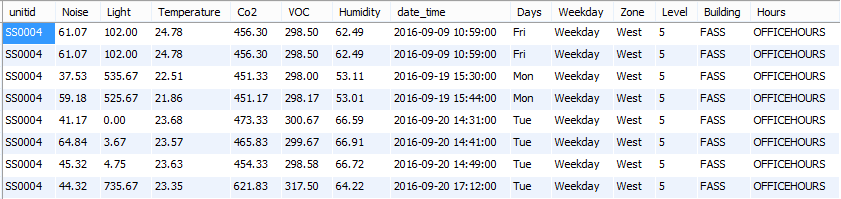 unitid Noise Light Temperature Co2 VOC Humidity date_time Days Weekday Zone Level Building Hours
SS0004 61.07 102.00 24.78 456.30 298.50 62.49 2016-09-09 10:59:00 Fri Weekday West 5 FASS OFFICEHOURS
SS0004 61.07 102.00 24.78 456.30 298.50 62.49 2016-09-09 10:59:00 Fri Weekday West 5 FASS OFFICEHOURS
SS0004 37.53 535.67 22.51 451.33 298.00 53.11 2016-09-19 15:30:00 Mon Weekday West 5 FASS OFFICEHOURS
SS0004 59.18 525.67 21.86 451.17 298.17 53.01 2016-09-19 15:44:00 Mon Weekday West 5 FASS OFFICEHOURS
SS0004 41.17 0.00 23.68 473.33 300.67 66.59 2016-09-20 14:31:00 Tue Weekday West 5 FASS OFFICEHOURS
SS0004 64.84 3.67 23.57 465.83 299.67 66.91 2016-09-20 14:41:00 Tue Weekday West 5 FASS OFFICEHOURS
SS0004 45.32 4.75 23.63 454.33 298.58 66.72 2016-09-20 14:49:00 Tue Weekday West 5 FASS OFFICEHOURS
SS0004 44.32 735.67 23.35 621.83 317.50 64.22 2016-09-20 17:12:00 Tue Weekday West 5 FASS OFFICEHOURS